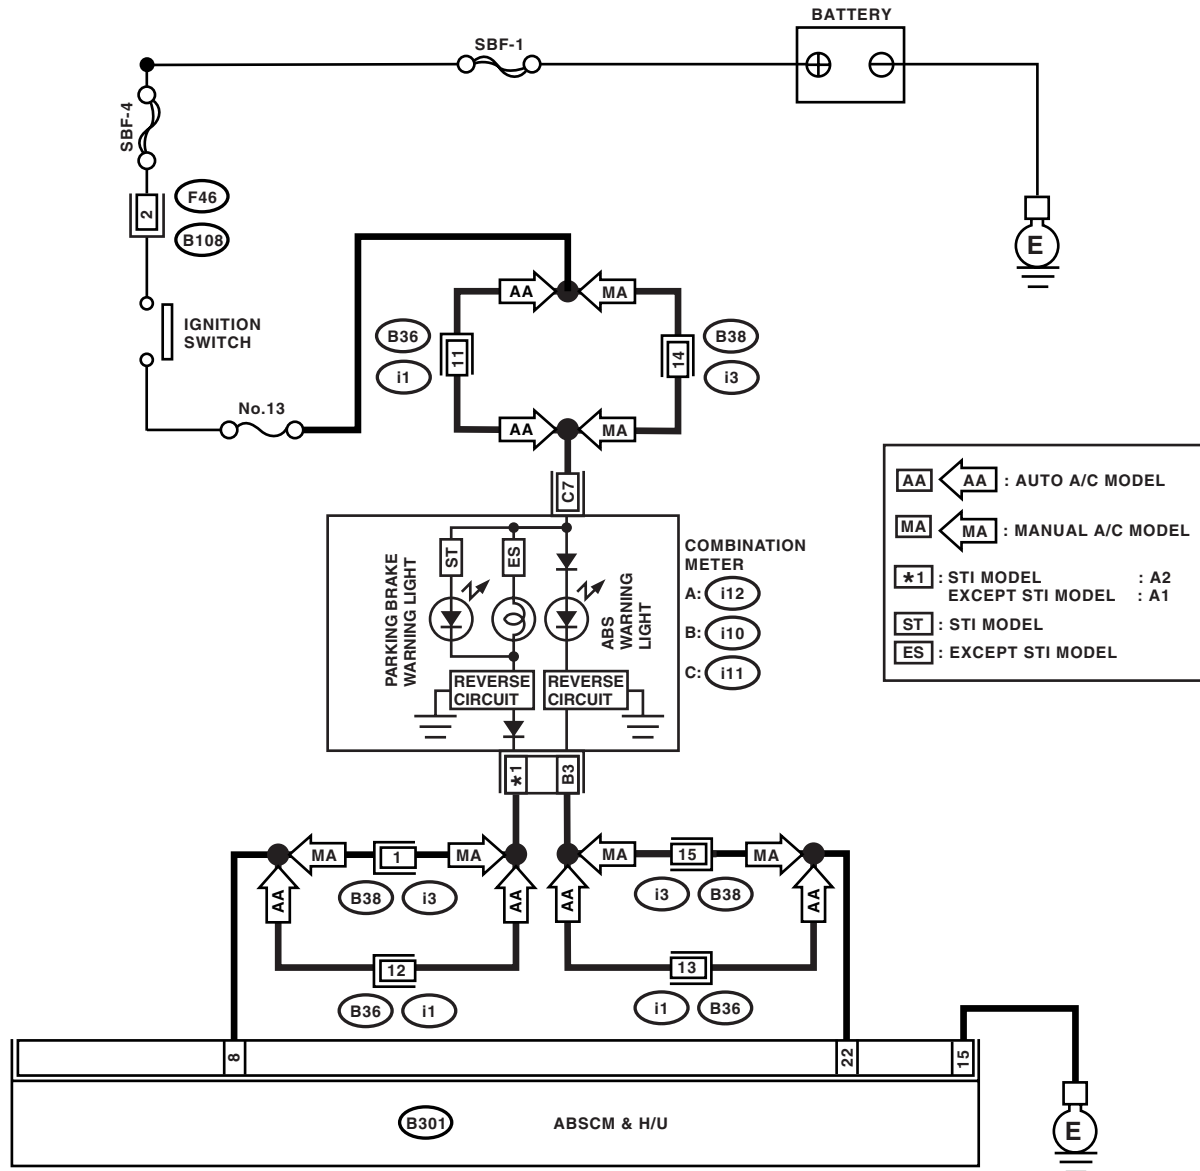 BATTERY
SBF-1
SBF-4
2
F46
B108
E
IGNITION
SWITCH
AA
MA
B36
i1
11
14
B38
i3
No.13
AA
MA
C7
AA
AA
: AUTO A/C MODEL
MA
MA
: MANUAL A/C MODEL
*1
: STI MODEL : A2
EXCEPT STI MODEL : A1
ST
: STI MODEL
ES
: EXCEPT STI MODEL
PARKING BRAKE
WARNING LIGHT
ST
ES
ABS
WARNING
LIGHT
COMBINATION
METER
A: i12
B: i10
C: i11
REVERSE
CIRCUIT
REVERSE
CIRCUIT
*1
B3
MA
1
MA
MA
15
MA
B38
i3
i3
B38
AA
AA
AA
AA
12
13
B36
i1
i1
B36
8
22
15
B301
ABSCM & H/U
E